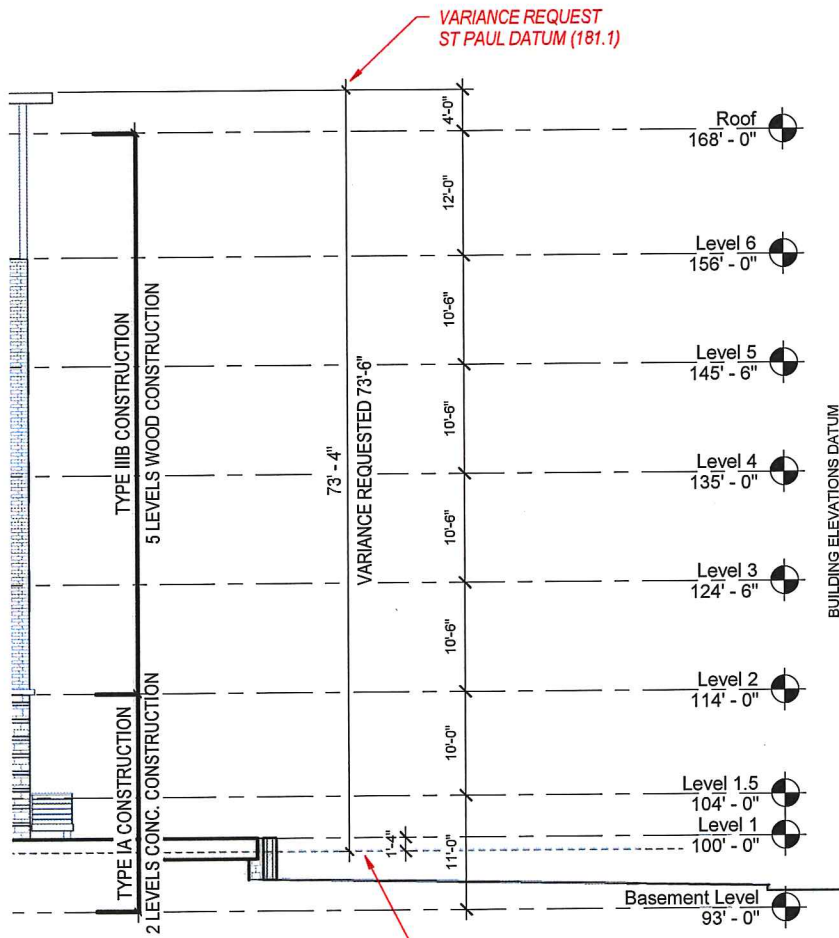 VARIANCE REQUEST
ST PAUL DATUM (181.1)
4'-0"
Roof
168' - 0"
12'-0"
Level 6
156' - 0"
10'-6"
Level 5
145' - 6"
10'-6"
Level 4
135' - 0"
10'-6"
Level 3
124' - 6"
10'-6"
Level 2
114' - 0"
10'-0"
Level 1.5
104' - 0"
Level 1
100' - 0"
1'-4"
11'-0"
Basement Level
93' - 0"
TYPE IIIB CONSTRUCTION
5 LEVELS WOOD CONSTRUCTION
TYPE IA CONSTRUCTION
2 LEVELS CONC. CONSTRUCTION
73' - 4"
VARIANCE REQUESTED 73'-6"
BUILDING ELEVATIONS DATUM